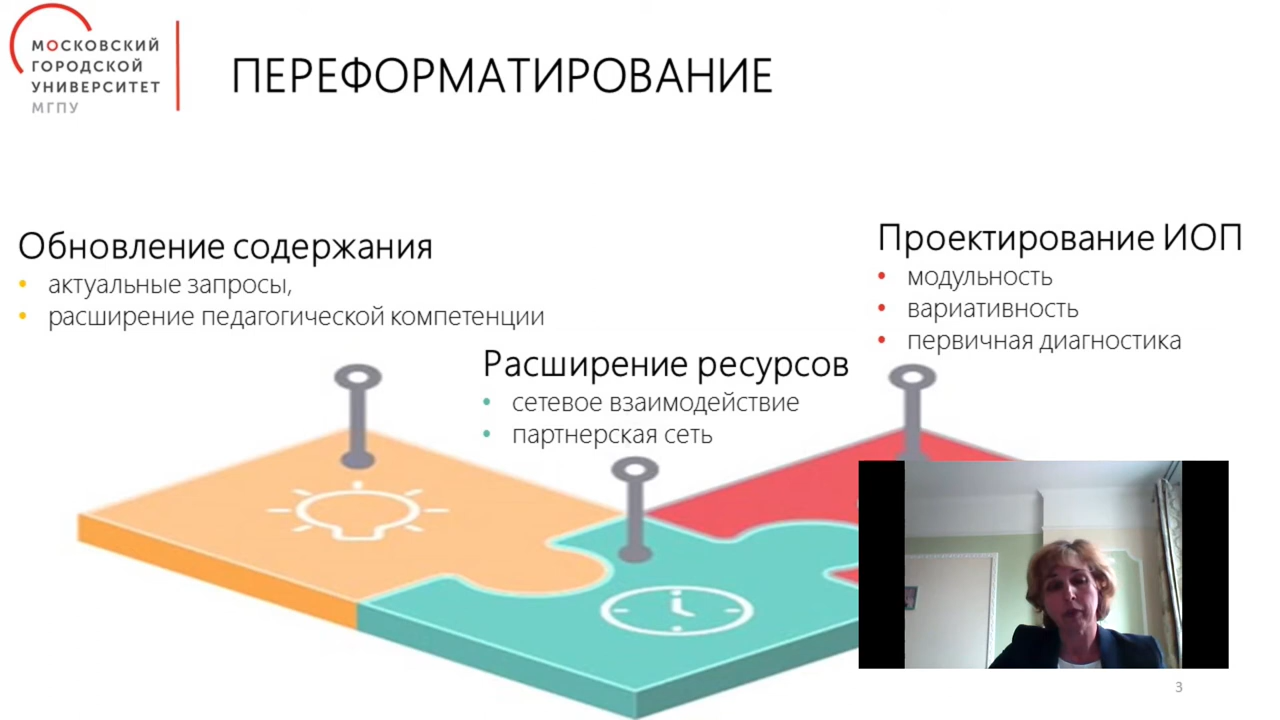 МОСКОВСКИЙ
ГОРОДСКОЙ
УНИВЕРСИТЕТ
МГПУ
ПЕРЕФОРМАТИРОВАНИЕ
Обновление содержания
• актуальные запросы,
• расширение педагогической компетенции
Расширение ресурсов
• сетевое взаимодействие
• партнерская сеть
Проектирование ИОП
• модульность
• вариативность
• первичная диагностика
3